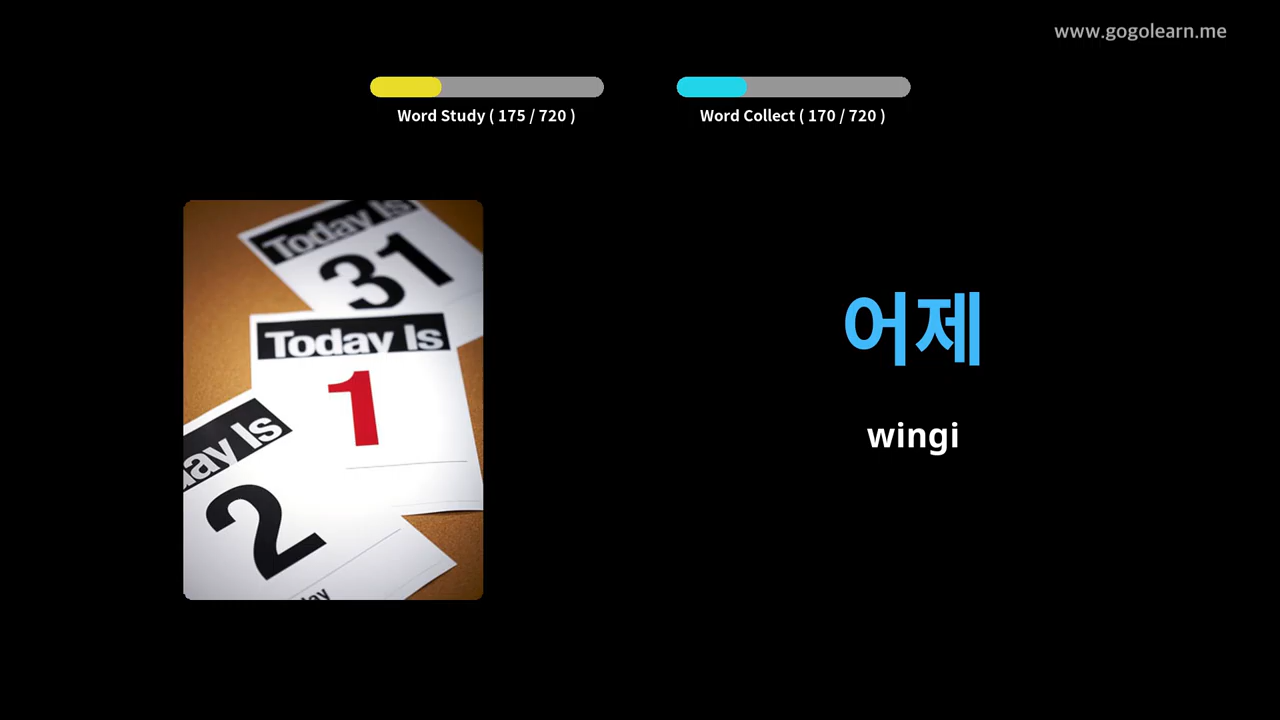 www.gogolearn.me
Word Study ( 175 / 720 )
Word Collect ( 170 / 720 )
Today Is
31
Today Is
1
day Is
2
어제
wingi